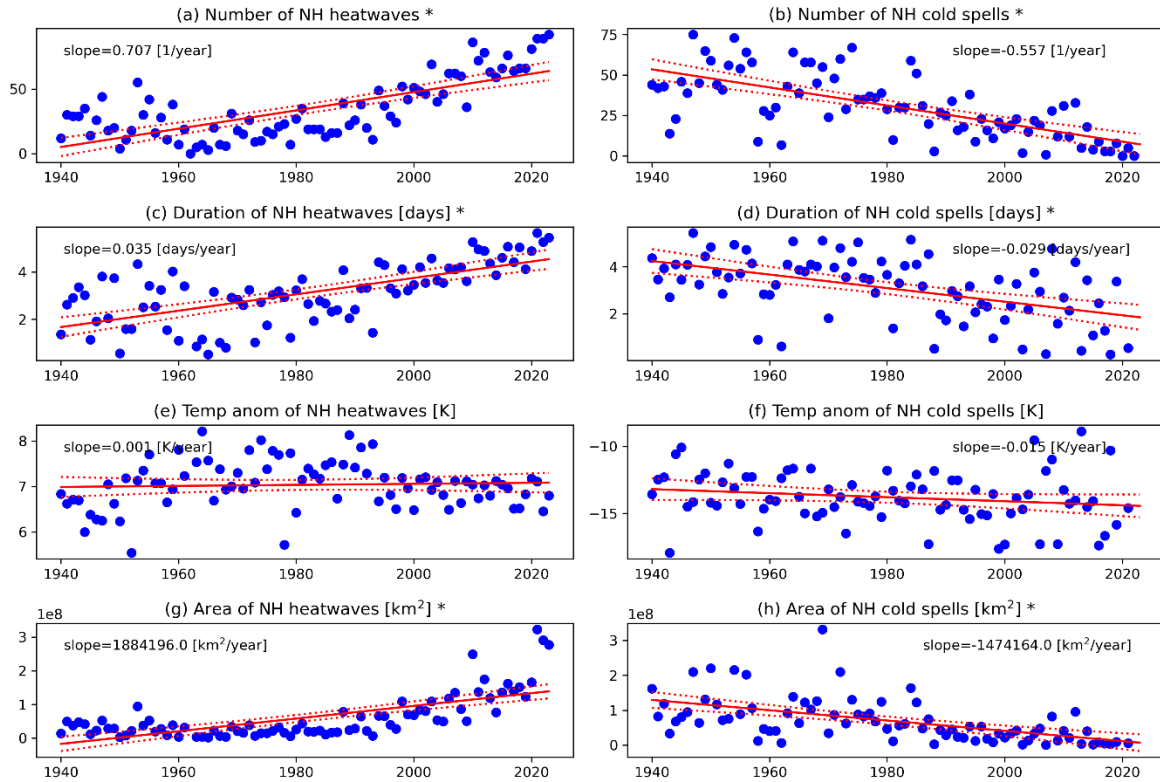 (a) Number of NH heatwaves *
slope=0.707 [1/year]
50
0
1940 1960 1980 2000 2020
(b) Number of NH cold spells *
slope=-0.557 [1/year]
75
50
25
0
1940 1960 1980 2000 2020
(c) Duration of NH heatwaves [days] *
slope=0.035 [days/year]
4
2
1940 1960 1980 2000 2020
(d) Duration of NH cold spells [days] *
slope=-0.029 [days/year]
4
2
1940 1960 1980 2000 2020
(e) Temp anom of NH heatwaves [K]
slope=0.001 [K/year]
8
7
6
1940 1960 1980 2000 2020
(f) Temp anom of NH cold spells [K]
slope=-0.015 [K/year]
−10
−15
1940 1960 1980 2000 2020
(g) Area of NH heatwaves [km²] *
1e8
slope=1884196.0 [km²/year]
3
2
1
0
1940 1960 1980 2000 2020
(h) Area of NH cold spells [km²] *
1e8
slope=-1474164.0 [km²/year]
3
2
1
0
1940 1960 1980 2000 2020